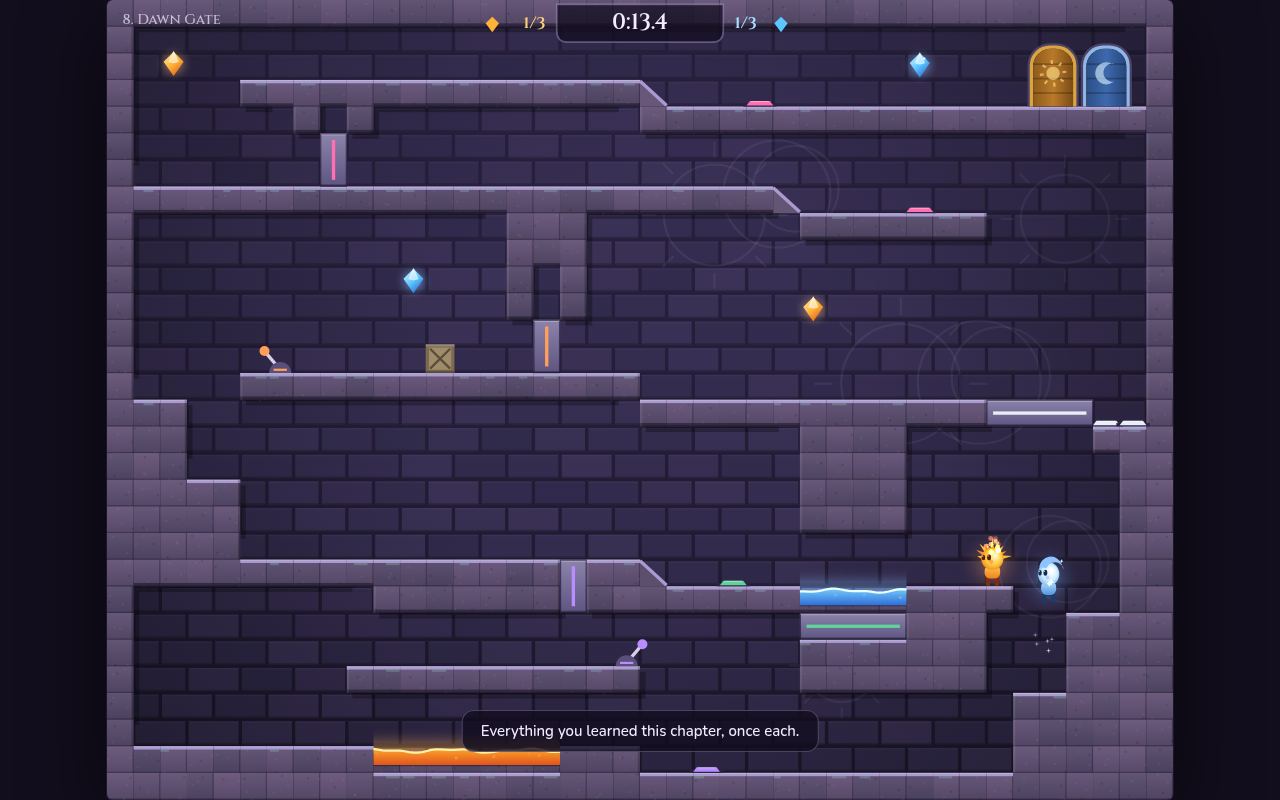 8. Dawn Gate
1/3
0:13.4
1/3
Everything you learned this chapter, once each.